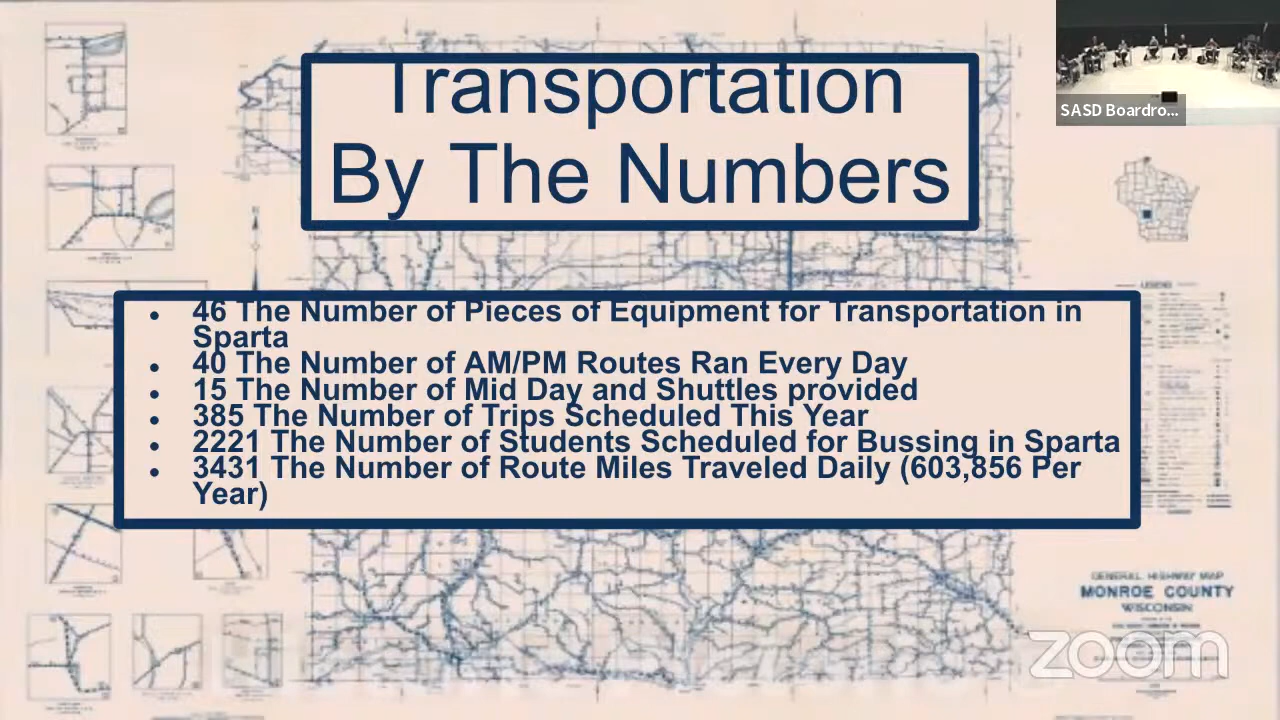 Transportation
By The Numbers
SASD Boardro...
46 The Number of Pieces of Equipment for Transportation in
Sparta
40 The Number of AM/PM Routes Ran Every Day
15 The Number of Mid Day and Shuttles provided
385 The Number of Trips Scheduled This Year
2221 The Number of Students Scheduled for Bussing in Sparta
3431 The Number of Route Miles Traveled Daily (603,856 Per
Year)
LEGEND
GENERAL HIGHWAY MAP
MONROE COUNTY
WISCONSIN
zoom